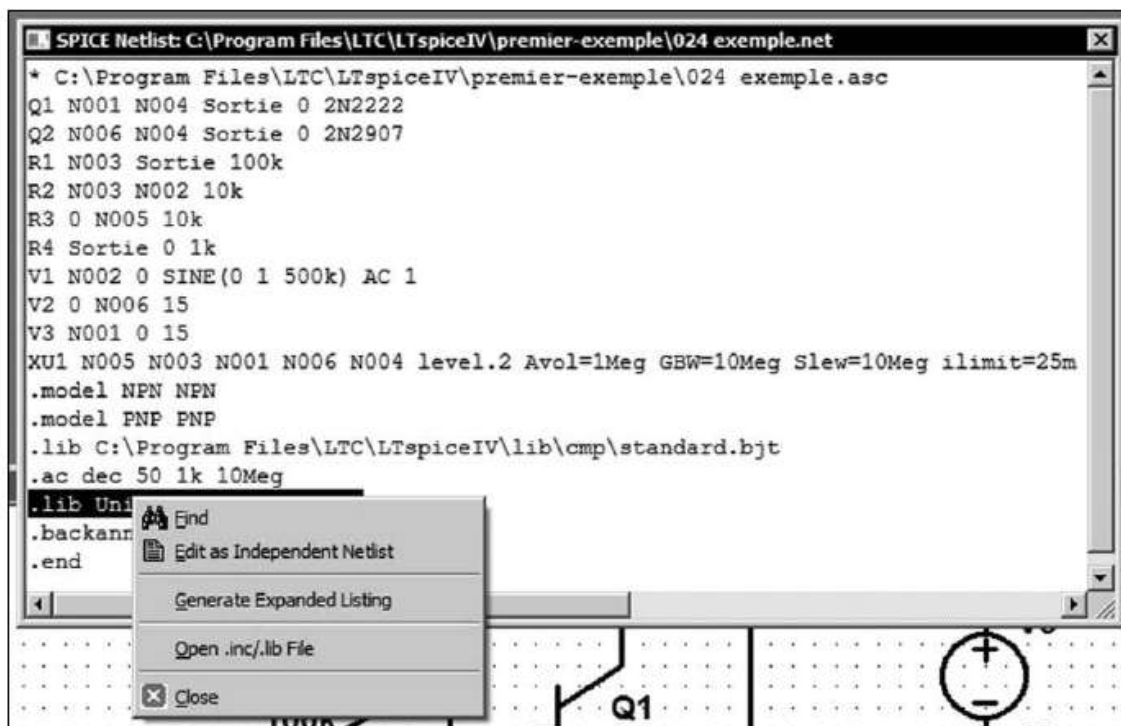 SPICE Netlist: C:\Program Files\LTC\LTspiceIV\premier-exemple\024 exemple.net
* C:\Program Files\LTC\LTspiceIV\premier-exemple\024 exemple.asc
Q1 N001 N004 Sortie 0 2N2222
Q2 N006 N004 Sortie 0 2N2907
R1 N003 Sortie 100k
R2 N003 N002 10k
R3 0 N005 10k
R4 Sortie 0 1k
V1 N002 0 SINE(0 1 500k) AC 1
V2 0 N006 15
V3 N001 0 15
XU1 N005 N003 N001 N006 N004 level.2 Avol=1Meg GBW=10Meg Slew=10Meg ilimit=25m
.model NPN NPN
.model PNP PNP
.lib C:\Program Files\LTC\LTspiceIV\lib\cmp\standard.bjt
.ac dec 50 1k 10Meg
.lib Uni
.backann
.end
Find
Edit as Independent Netlist
Generate Expanded Listing
Open .inc/.lib File
Close
Q1